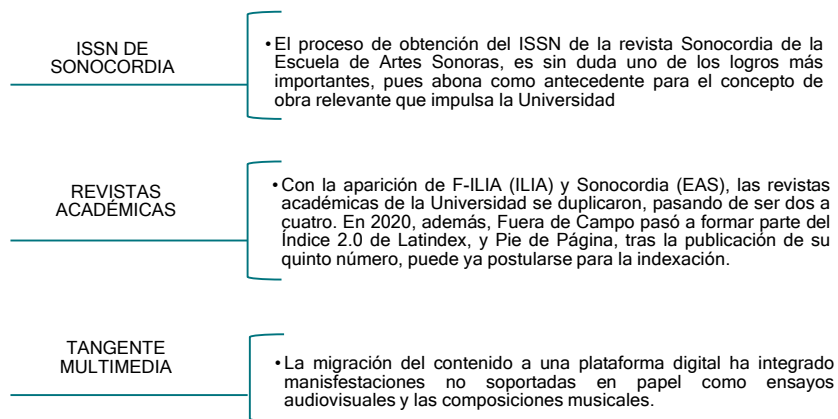 ISSN DE
SONOCORDIA
• El proceso de obtención del ISSN de la revista Sonocordia de la
Escuela de Artes Sonoras, es sin duda uno de los logros más
importantes, pues abona como antecedente para el concepto de
obra relevante que impulsa la Universidad
REVISTAS
ACADÉMICAS
• Con la aparición de F-ILIA (ILIA) y Sonocordia (EAS), las revistas
académicas de la Universidad se duplicaron, pasando de ser dos a
cuatro. En 2020, además, Fuera de Campo pasó a formar parte del
Índice 2.0 de Latindex, y Pie de Página, tras la publicación de su
quinto número, puede ya postularse para la indexación.
TANGENTE
MULTIMEDIA
• La migración del contenido a una plataforma digital ha integrado
manisfestaciones no soportadas en papel como ensayos
audiovisuales y las composiciones musicales.